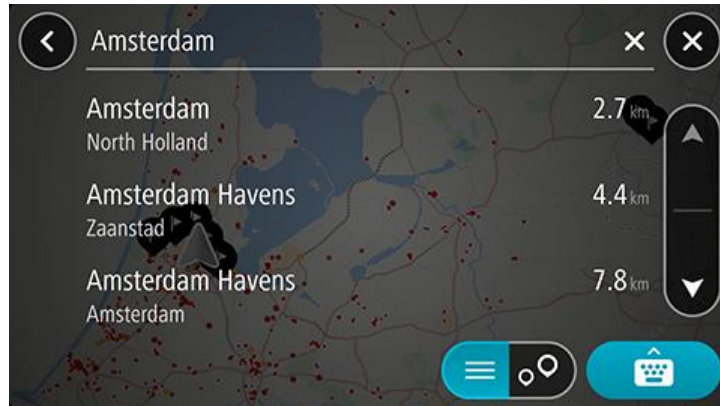 Amsterdam
Amsterdam 2.7 km
North Holland
Amsterdam Havens 4.4 km
Zaanstad
Amsterdam Havens 7.8 km
Amsterdam